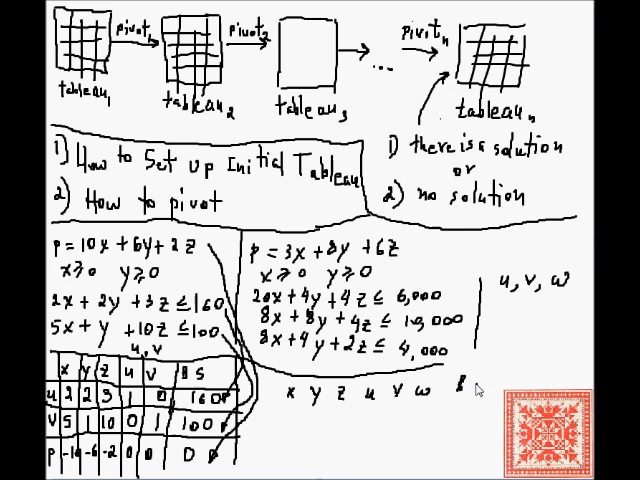 pivot₁ pivot₂ pivotₙ
...
tableau₁ tableau₂ tableau₃ tableauₙ
1) How to Set up Initial Tableau
2) How to pivot
1) there is a solution
or
2) no solution
p = 10x + 6y + 2z
x ≥ 0 y ≥ 0
2x + 2y + 3z ≤ 160
5x + y + 10z ≤ 100
u, v
x y z u v B S
u 2 2 3 1 0 160
v 5 1 10 0 1 100
p -10 -6 -2 0 0 0
p = 3x + 8y + 6z
x ≥ 0 y ≥ 0
20x + 4y + 4z ≤ 6,000
8x + 8y + 4z ≤ 10,000
8x + 4y + 2z ≤ 4,000
u, v, w
x y z u v w